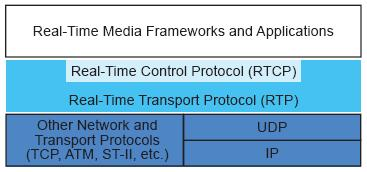 Real-Time Media Frameworks and Applications
Real-Time Control Protocol (RTCP)
Real-Time Transport Protocol (RTP)
Other Network and
Transport Protocols
(TCP, ATM, ST-II, etc.)
UDP
IP